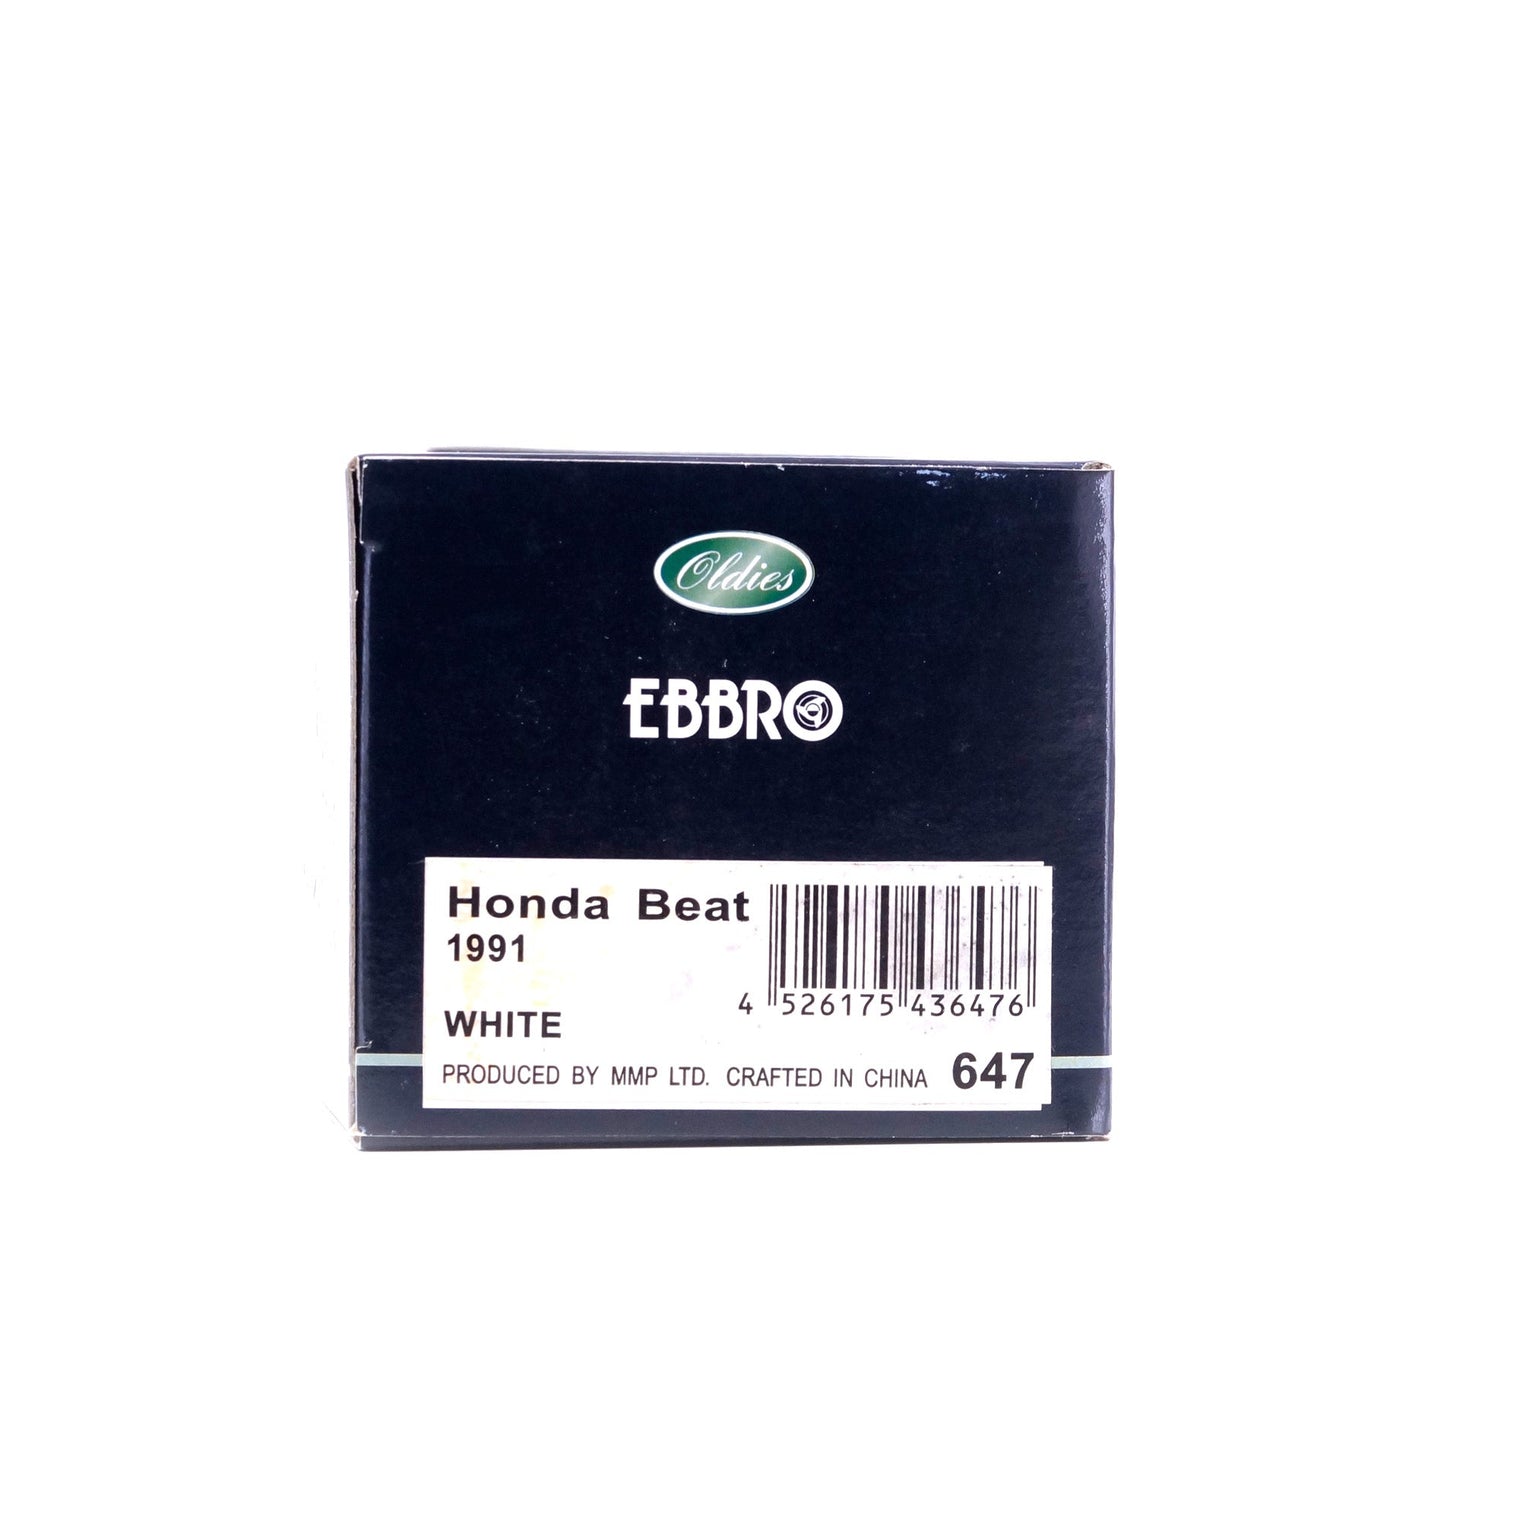 Oldies
EBBRO
Honda Beat
1991
WHITE
4 526175 436476
PRODUCED BY MMP LTD. CRAFTED IN CHINA 647